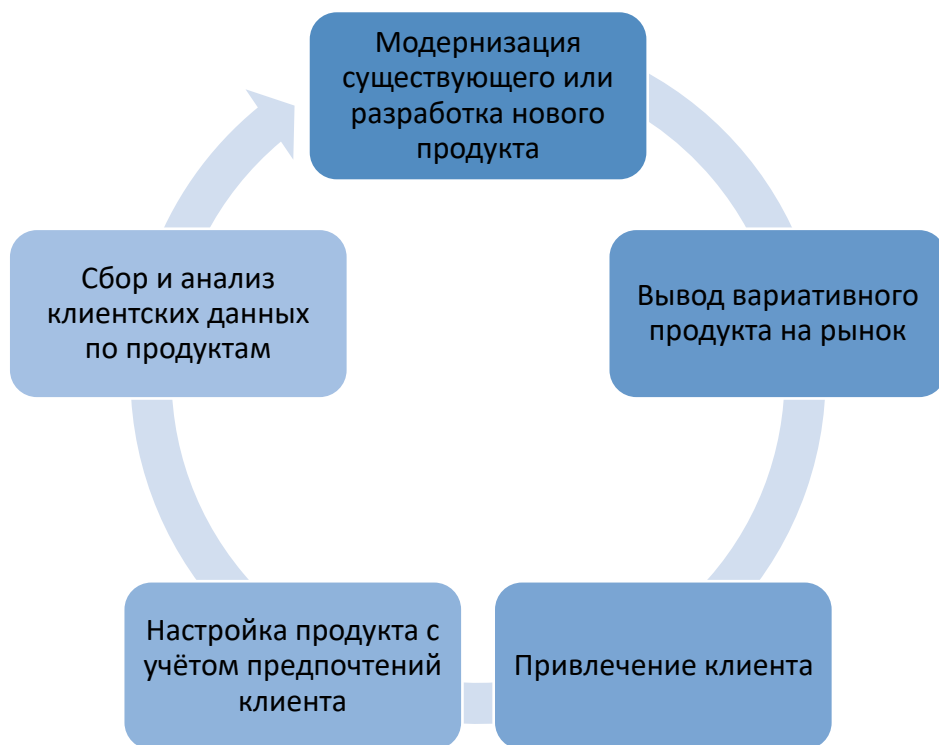 Модернизация
существующего или
разработка нового
продукта
Вывод вариативного
продукта на рынок
Привлечение клиента
Настройка продукта с
учётом предпочтений
клиента
Сбор и анализ
клиентских данных
по продуктам